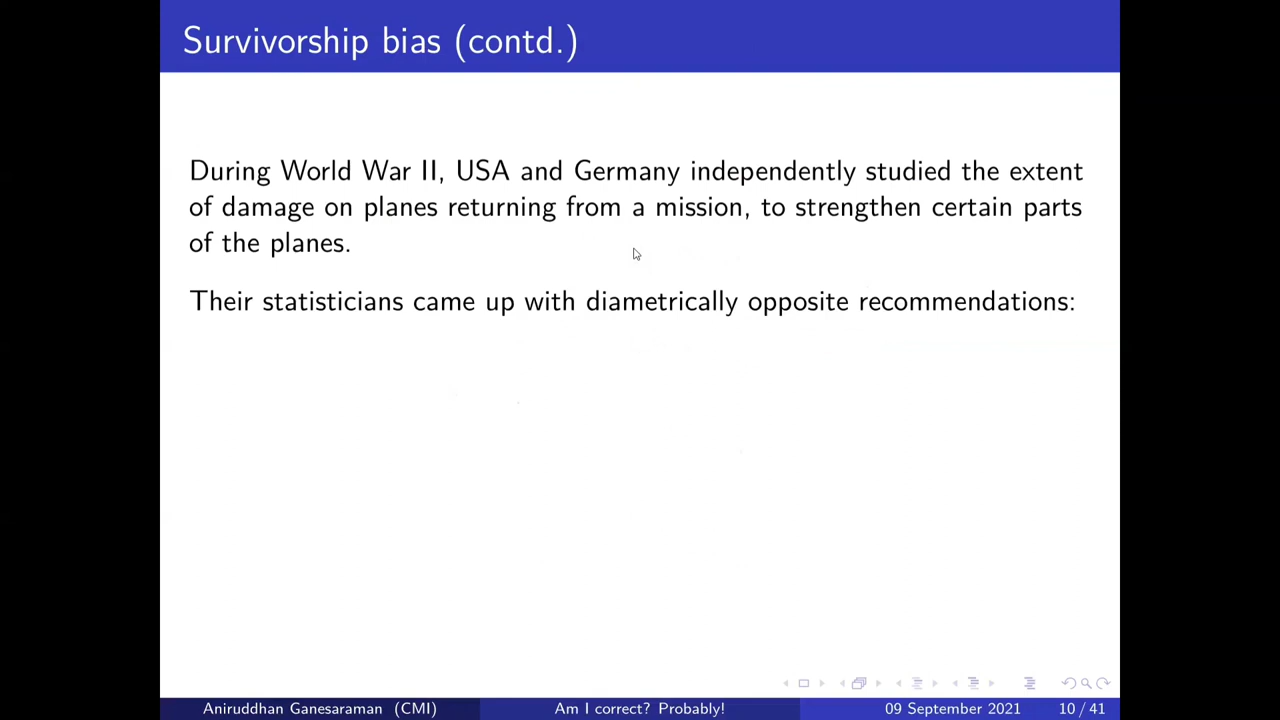 Survivorship bias (contd.)
During World War II, USA and Germany independently studied the extent
of damage on planes returning from a mission, to strengthen certain parts
of the planes.
Their statisticians came up with diametrically opposite recommendations:
Aniruddhan Ganesaraman (CMI) Am I correct? Probably! 09 September 2021 10 / 41